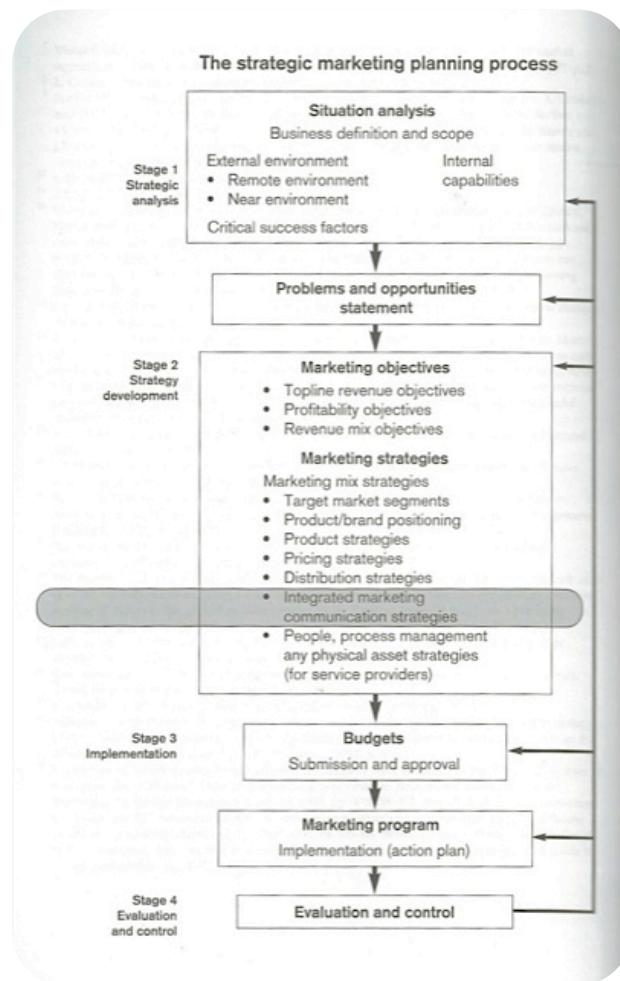 The strategic marketing planning process
Situation analysis
Business definition and scope
Stage 1
Strategic
analysis
External environment
• Remote environment
• Near environment
Internal
capabilities
Critical success factors
Problems and opportunities
statement
Stage 2
Strategy
development
Marketing objectives
• Topline revenue objectives
• Profitability objectives
• Revenue mix objectives
Marketing strategies
Marketing mix strategies
• Target market segments
• Product/brand positioning
• Product strategies
• Pricing strategies
• Distribution strategies
• Integrated marketing
communication strategies
• People, process management
any physical asset strategies
(for service providers)
Stage 3
Implementation
Budgets
Submission and approval
Marketing program
Implementation (action plan)
Stage 4
Evaluation
and control
Evaluation and control